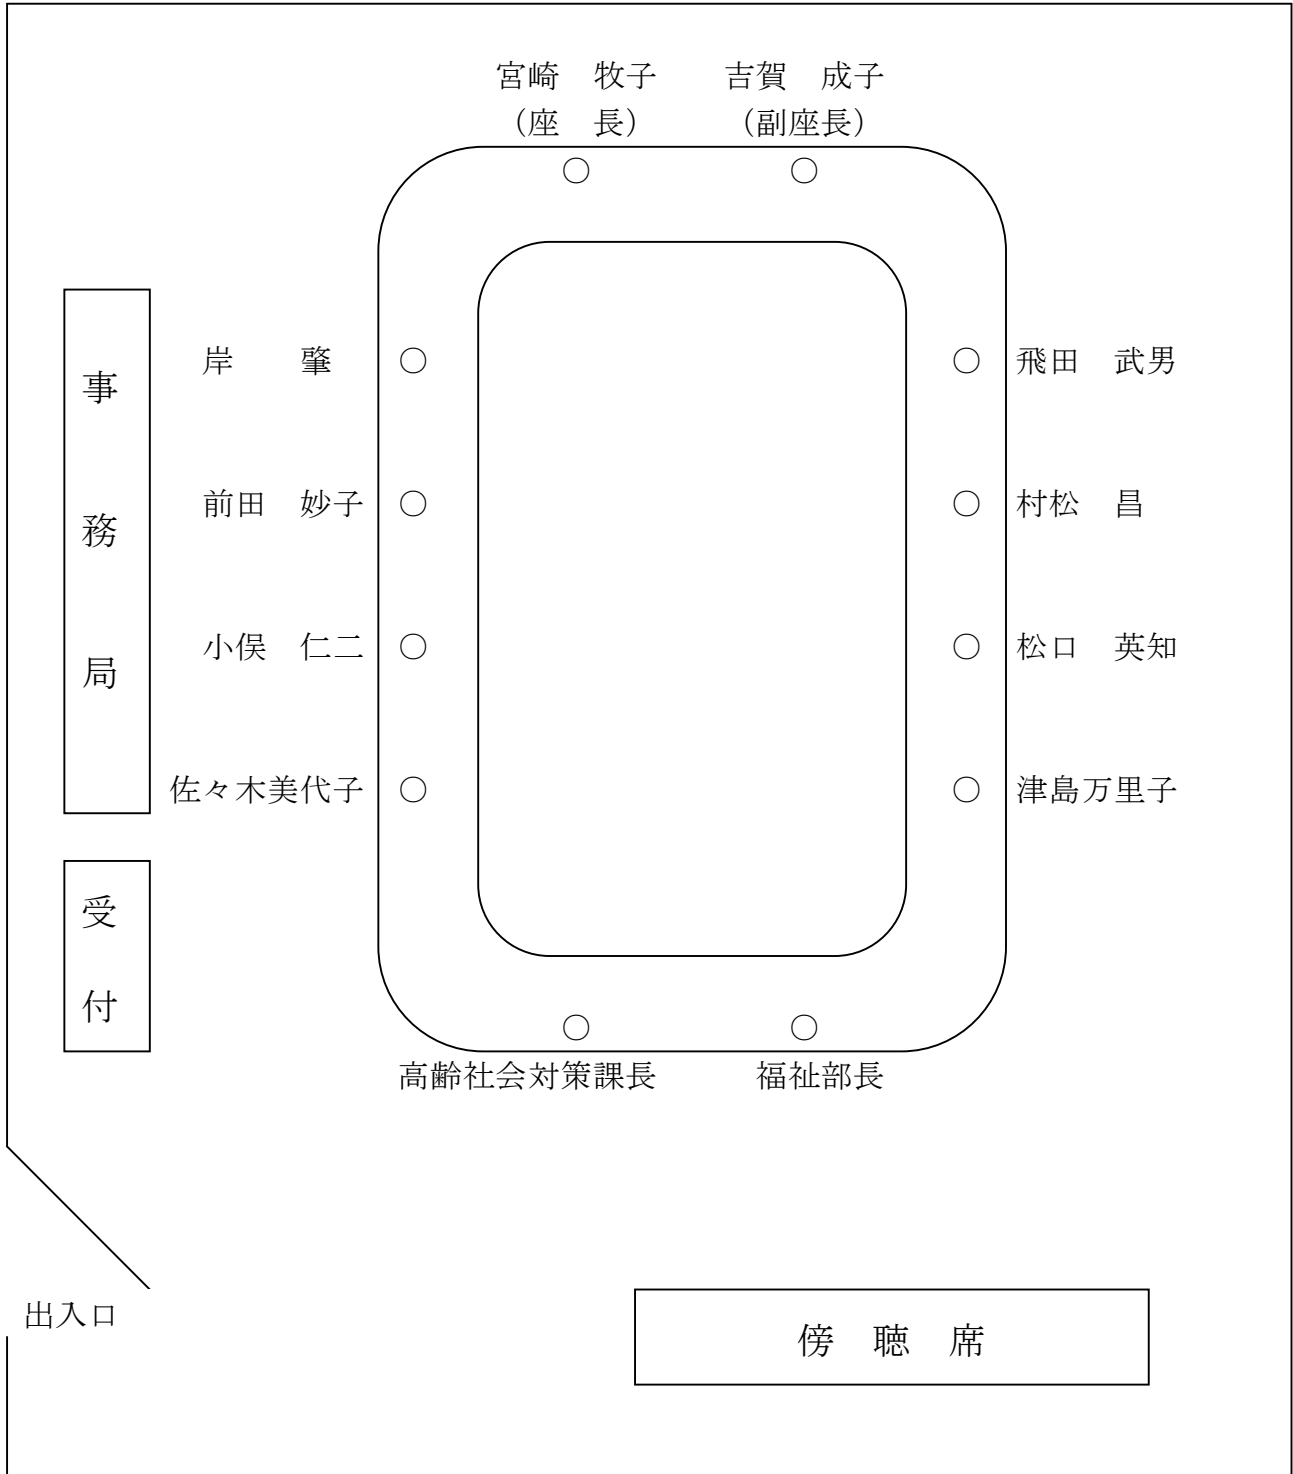 宮崎　牧子　　吉賀　成子
（座　長）　　（副座長）
岸　　肇　　飛田　武男
前田　妙子　　村松　昌
小俣　仁二　　松口　英知
佐々木美代子　　津島万里子
事務局
受付
高齢社会対策課長　　福祉部長
出入口
傍　聴　席